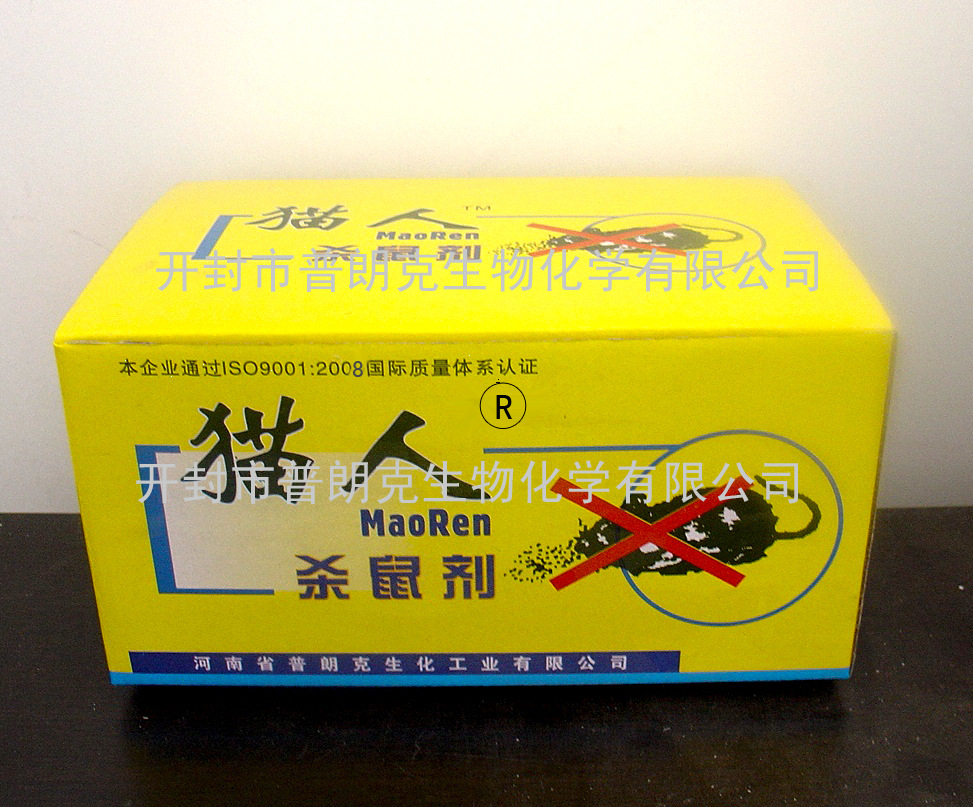 猫人™
MaoRen
杀鼠剂
开封市普朗克生物化学有限公司
本企业通过ISO9001:2008国际质量体系认证
猫人®
开封市普朗克生物化学有限公司
MaoRen
杀鼠剂
河南省普朗克生化工业有限公司